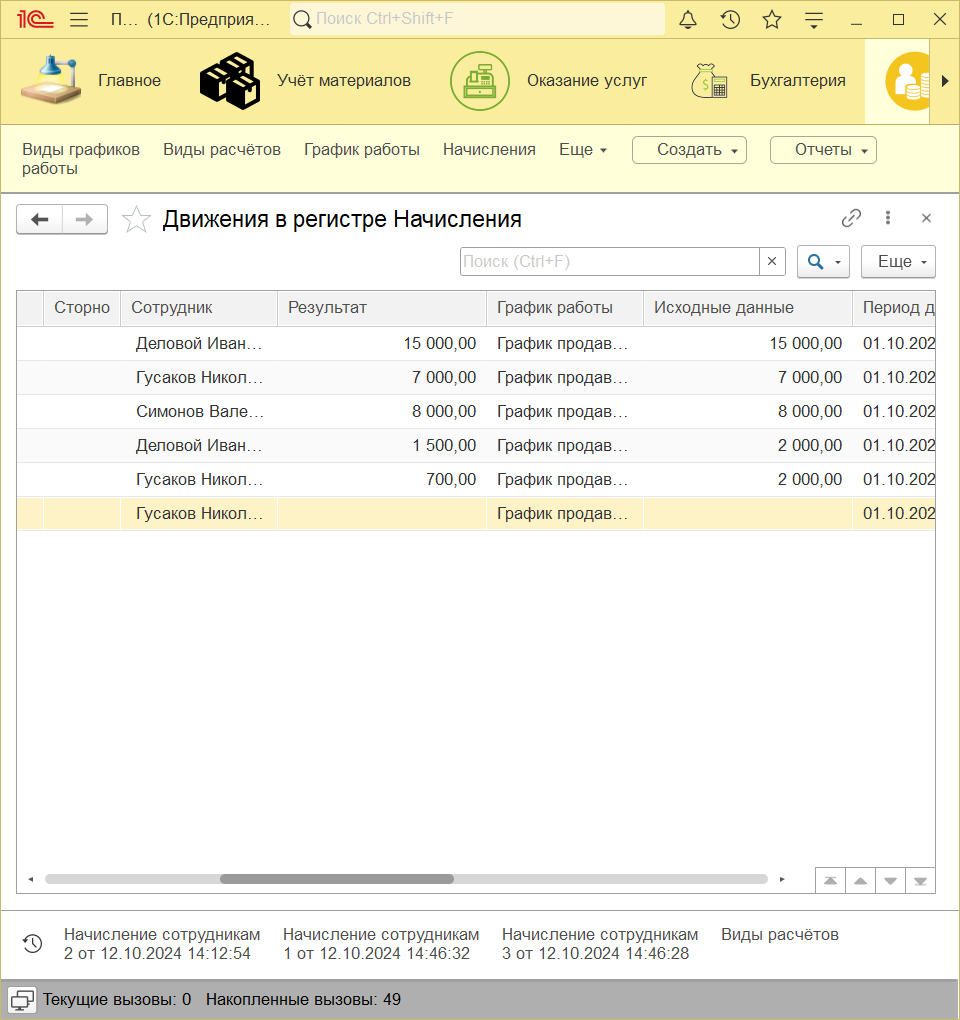 1С П... (1С:Предприя... Поиск Ctrl+Shift+F
Главное Учёт материалов Оказание услуг Бухгалтерия
Виды графиков работы Виды расчётов График работы Начисления Еще Создать Отчеты
Движения в регистре Начисления
Поиск (Ctrl+F) × Еще
Сторно Сотрудник Результат График работы Исходные данные Период д
Деловой Иван... 15 000,00 График продав... 15 000,00 01.10.202
Гусаков Никол... 7 000,00 График продав... 7 000,00 01.10.202
Симонов Вале... 8 000,00 График продав... 8 000,00 01.10.202
Деловой Иван... 1 500,00 График продав... 2 000,00 01.10.202
Гусаков Никол... 700,00 График продав... 2 000,00 01.10.202
Гусаков Никол... График продав... 01.10.202
Начисление сотрудникам 2 от 12.10.2024 14:12:54
Начисление сотрудникам 1 от 12.10.2024 14:46:32
Начисление сотрудникам 3 от 12.10.2024 14:46:28
Виды расчётов
Текущие вызовы: 0 Накопленные вызовы: 49